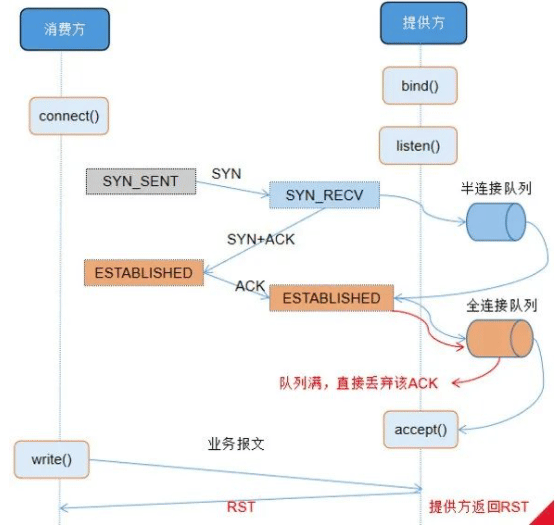 消费方
提供方
bind()
connect()
listen()
SYN_SENT
SYN
SYN_RECV
半连接队列
SYN+ACK
ESTABLISHED
ACK
ESTABLISHED
全连接队列
队列满，直接丢弃该ACK
accept()
业务报文
write()
RST
提供方返回RST